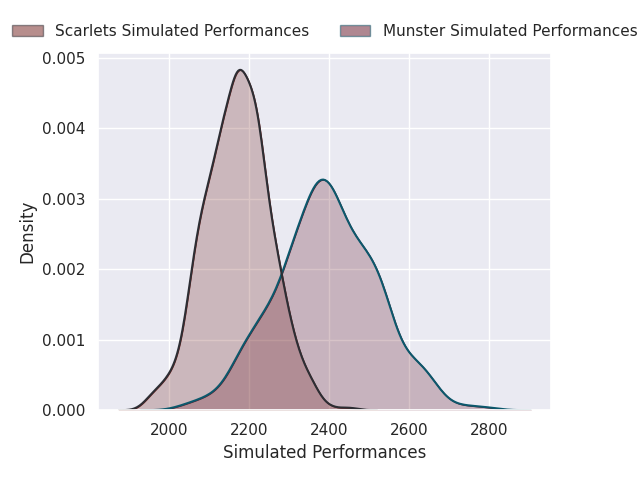 Scarlets Simulated Performances Munster Simulated Performances
0.005
0.004
0.003
0.002
0.001
0.000
Density
2000 2200 2400 2600 2800
Simulated Performances